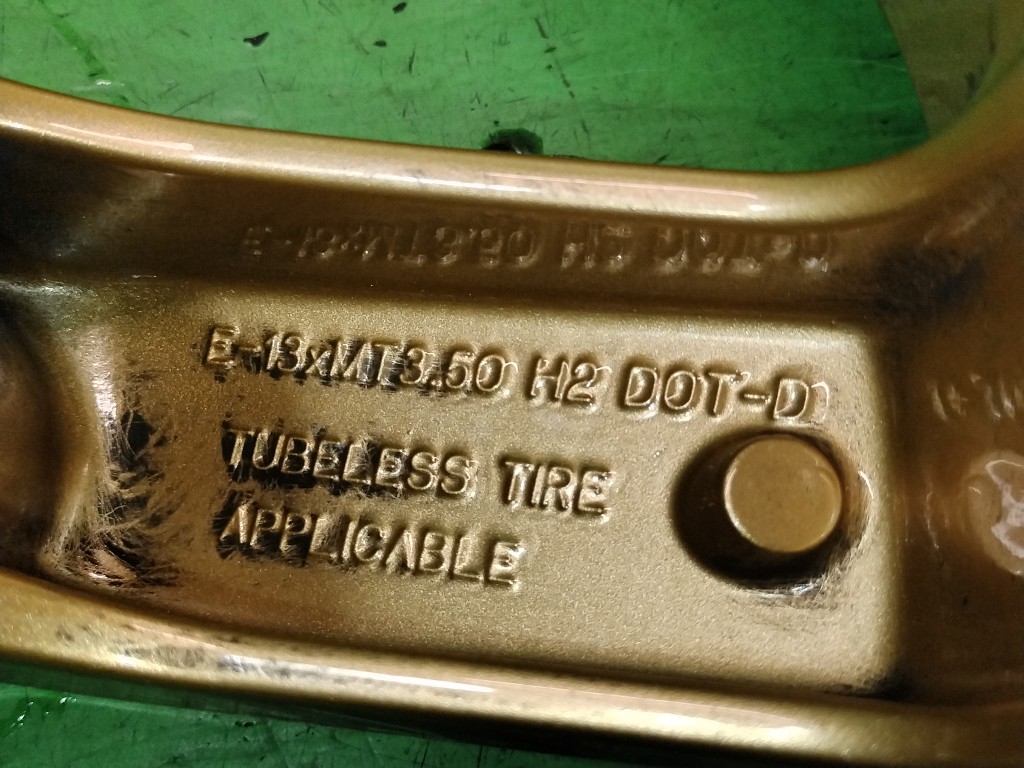 E-13xMT3.50 H2 DOT-D
TUBELESS TIRE
APPLICABLE